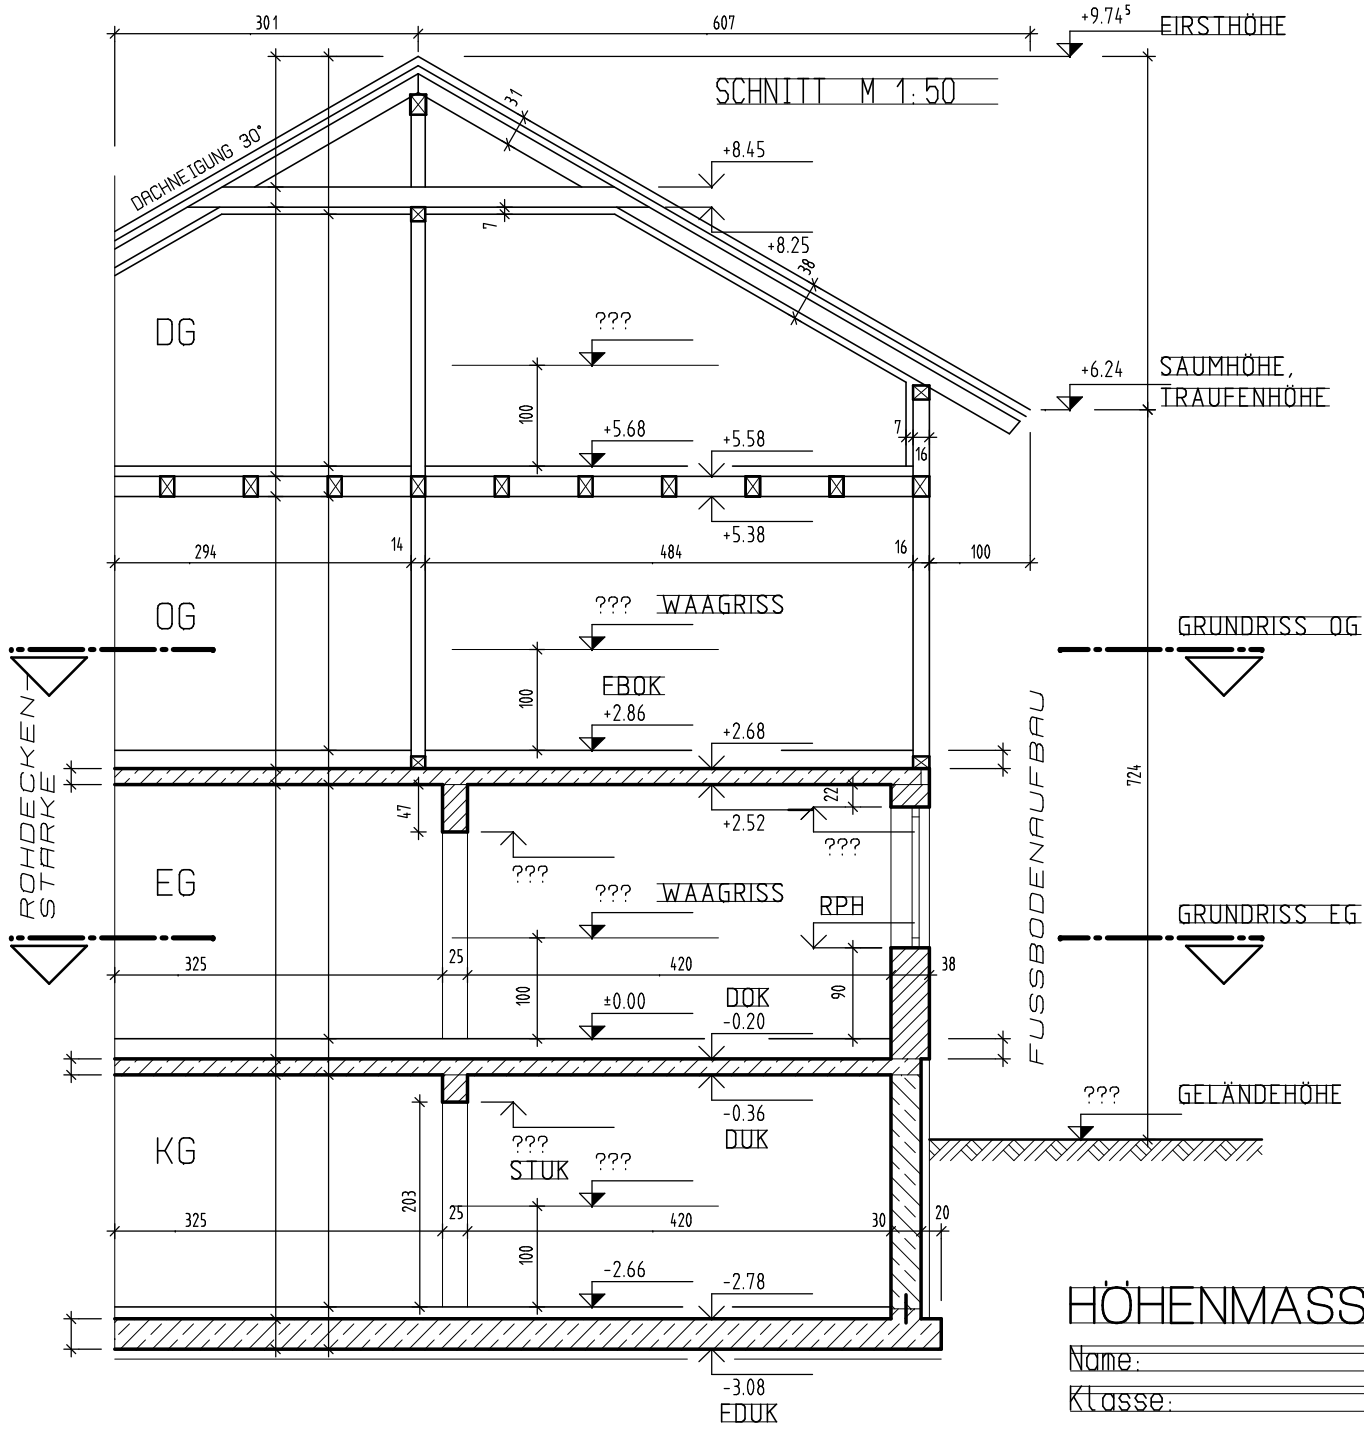 301
607
+9.74⁵
FIRSTHÖHE
SCHNITT M 1:50
31
DACHNEIGUNG 30°
+8.45
7
+8.25
38
DG
???
+6.24
SAUMHÖHE,
TRAUFENHÖHE
100
+5.68
+5.58
7
16
+5.38
294
14
484
16
100
OG
??? WAAGRISS
GRUNDRISS OG
100
FBOK
+2.86
+2.68
ROHDECKEN-
STÄRKE
FUSSBODENAUFBAU
724
47
22
+2.52
???
???
EG
??? WAAGRISS
RPH
GRUNDRISS EG
325
25
420
38
100
±0.00
DOK
-0.20
90
-0.36
DUK
???
GELÄNDEHÖHE
KG
???
STUK
???
203
325
25
420
30
20
100
-2.66
-2.78
-3.08
FDUK
HÖHENMASS
Name:
Klasse: